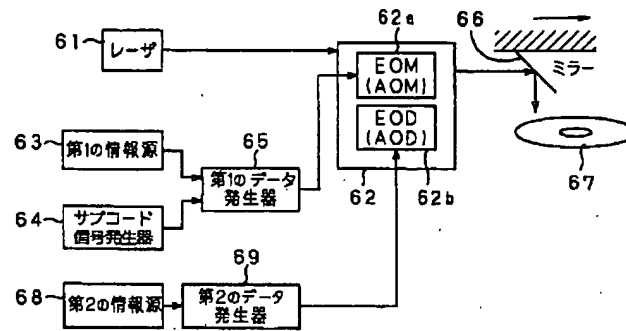 61
レーザ
62a
EOM
(AOM)
EOD
(AOD)
62
62b
66
ミラー
67
63
第1の情報源
64
サブコード
信号発生器
65
第1のデータ
発生器
68
第2の情報源
69
第2のデータ
発生器